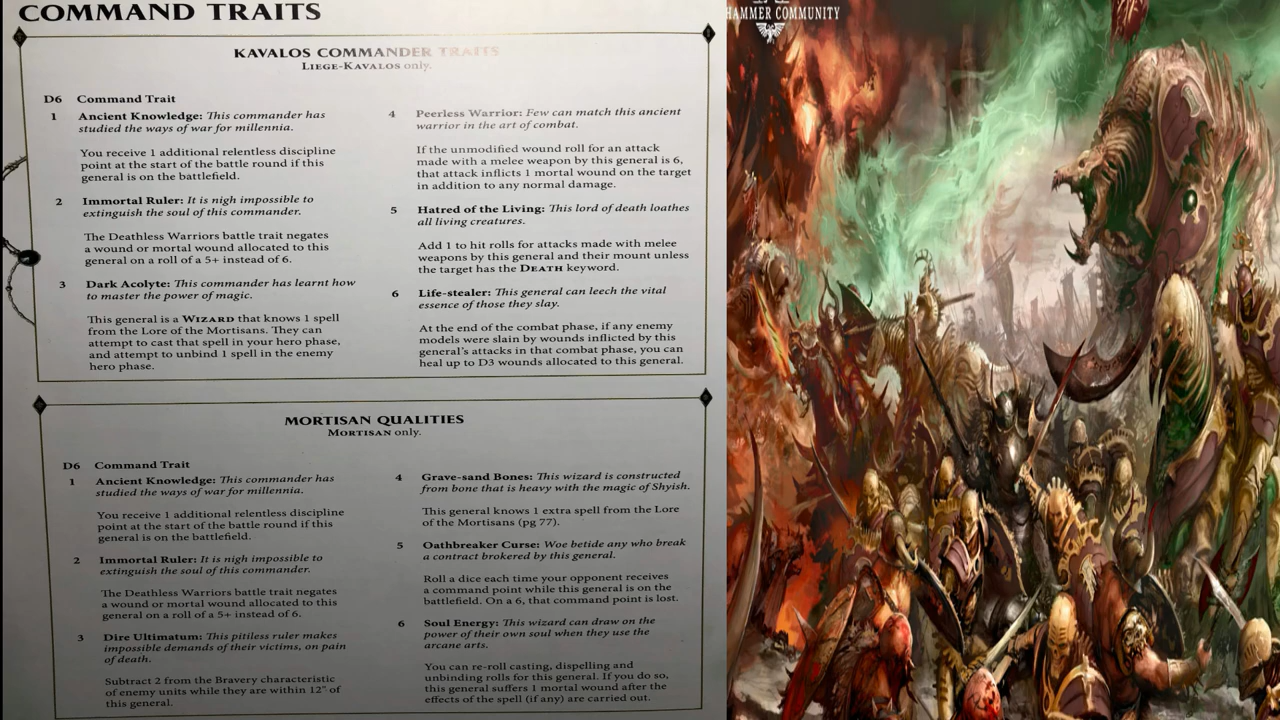 COMMAND TRAITS
KAVALOS COMMANDER TRAITS
LIEGE-KAVALOS only.
D6 Command Trait
1 Ancient Knowledge: This commander has
studied the ways of war for millennia.
You receive 1 additional relentless discipline
point at the start of the battle round if this
general is on the battlefield.
2 Immortal Ruler: It is nigh impossible to
extinguish the soul of this commander.
The Deathless Warriors battle trait negates
a wound or mortal wound allocated to this
general on a roll of a 5+ instead of 6.
3 Dark Acolyte: This commander has learnt how
to master the power of magic.
This general is a WIZARD that knows 1 spell
from the Lore of the Mortisans. They can
attempt to cast that spell in your hero phase,
and attempt to unbind 1 spell in the enemy
hero phase.
4 Peerless Warrior: Few can match this ancient
warrior in the art of combat.
If the unmodified wound roll for an attack
made with a melee weapon by this general is 6,
that attack inflicts 1 mortal wound on the target
in addition to any normal damage.
5 Hatred of the Living: This lord of death loathes
all living creatures.
Add 1 to hit rolls for attacks made with melee
weapons by this general and their mount unless
the target has the DEATH keyword.
6 Life-stealer: This general can leech the vital
essence of those they slay.
At the end of the combat phase, if any enemy
models were slain by wounds inflicted by this
general's attacks in that combat phase, you can
heal up to D3 wounds allocated to this general.
MORTISAN QUALITIES
MORTISAN only.
D6 Command Trait
1 Ancient Knowledge: This commander has
studied the ways of war for millennia.
You receive 1 additional relentless discipline
point at the start of the battle round if this
general is on the battlefield.
2 Immortal Ruler: It is nigh impossible to
extinguish the soul of this commander.
The Deathless Warriors battle trait negates
a wound or mortal wound allocated to this
general on a roll of a 5+ instead of 6.
3 Dire Ultimatum: This pitiless ruler makes
impossible demands of their victims, on pain
of death.
Subtract 2 from the Bravery characteristic
of enemy units while they are within 12" of
this general.
4 Grave-sand Bones: This wizard is constructed
from bone that is heavy with the magic of Shyish.
This general knows 1 extra spell from the Lore
of the Mortisans (pg 77).
5 Oathbreaker Curse: Woe betide any who break
a contract brokered by this general.
Roll a dice each time your opponent receives
a command point while this general is on the
battlefield. On a 6, that command point is lost.
6 Soul Energy: This wizard can draw on the
power of their own soul when they use the
arcane arts.
You can re-roll casting, dispelling and
unbinding rolls for this general. If you do so,
this general suffers 1 mortal wound after the
effects of the spell (if any) are carried out.
HAMMER COMMUNITY